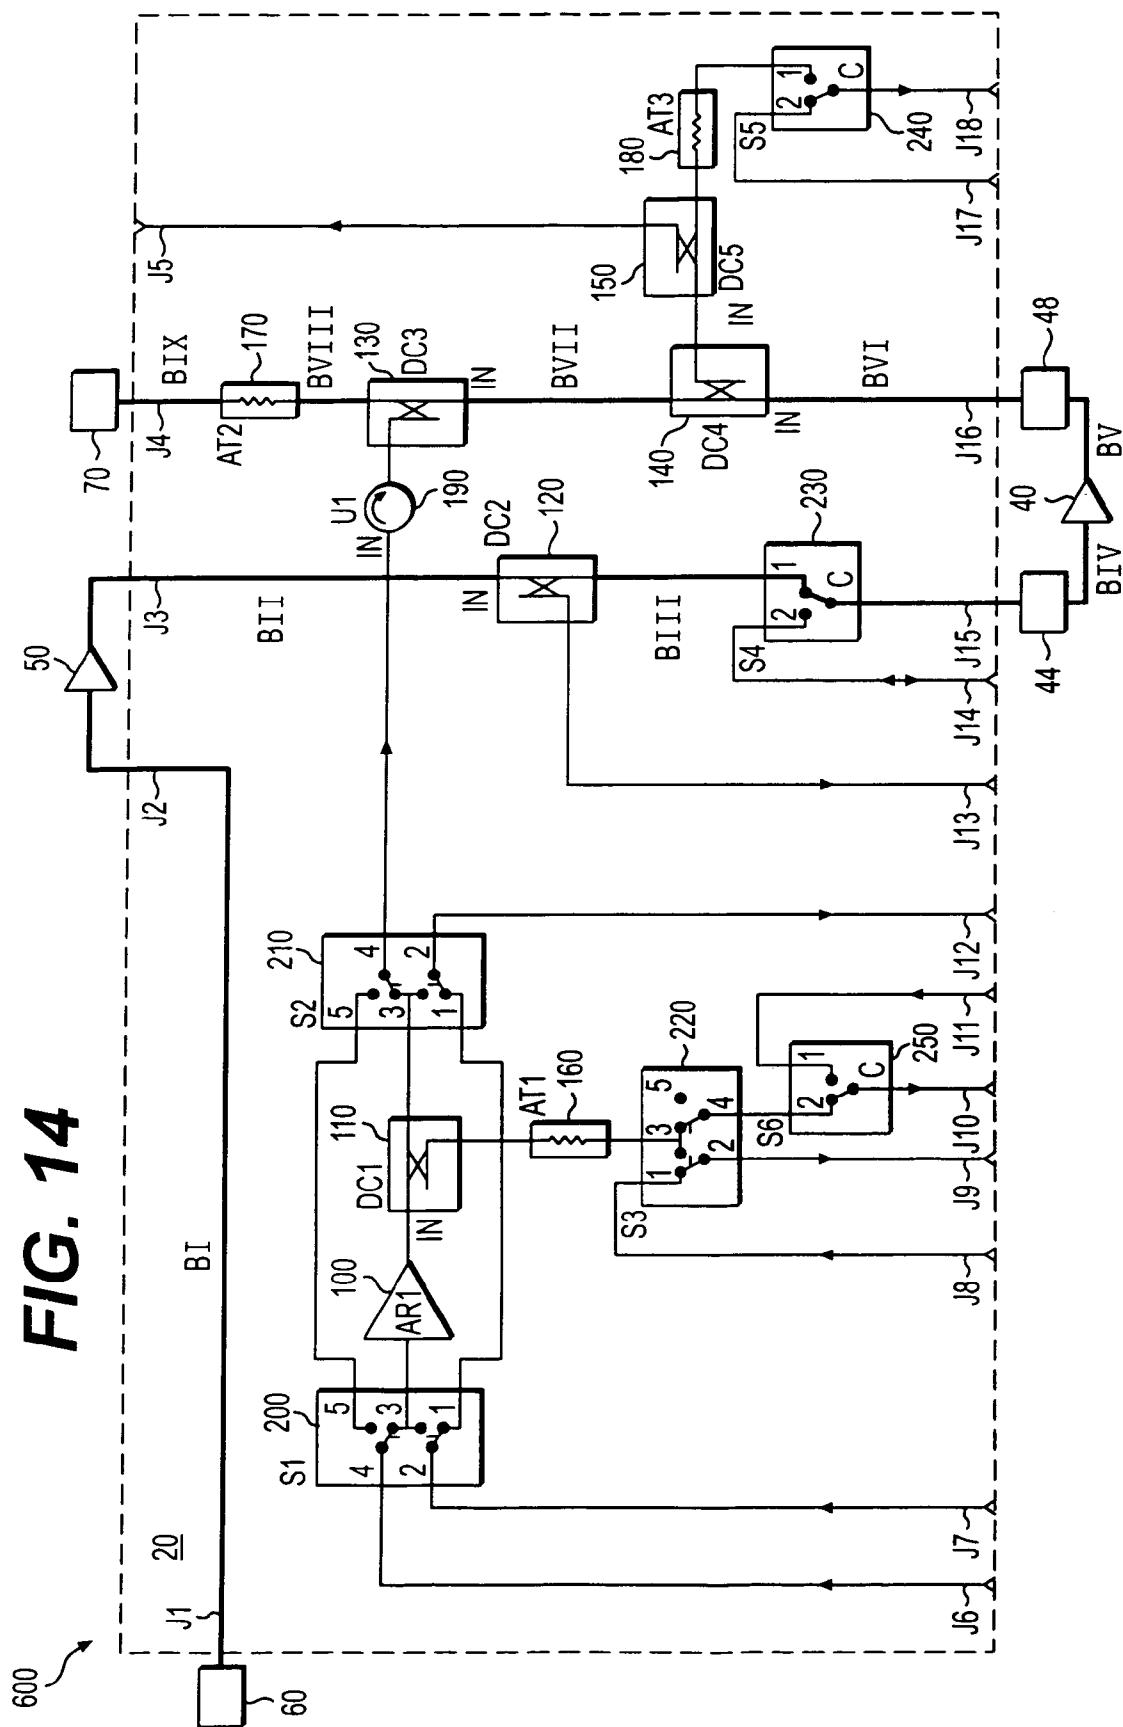 FIG. 14
600
20
60
J1
BI
J2
50
J3
BII
70
J4
BIX
AT2
170
BVIII
130
DC3
IN
J5
U1
IN
190
DC2
120
IN
BIII
BVII
140
DC4
IN
BVI
150
DC5
IN
180
AT3
S5
1
2
C
240
S1
200
5
4
3
2
1
100
AR1
IN
DC1
110
S2
210
5
4
3
2
1
AT1
160
220
S3
1
2
3
4
5
S6
1
2
C
250
230
S4
1
2
C
J6
J7
J8
J9
J10
J11
J12
J13
J14
J15
J16
J17
J18
44
BIV
40
BV
48